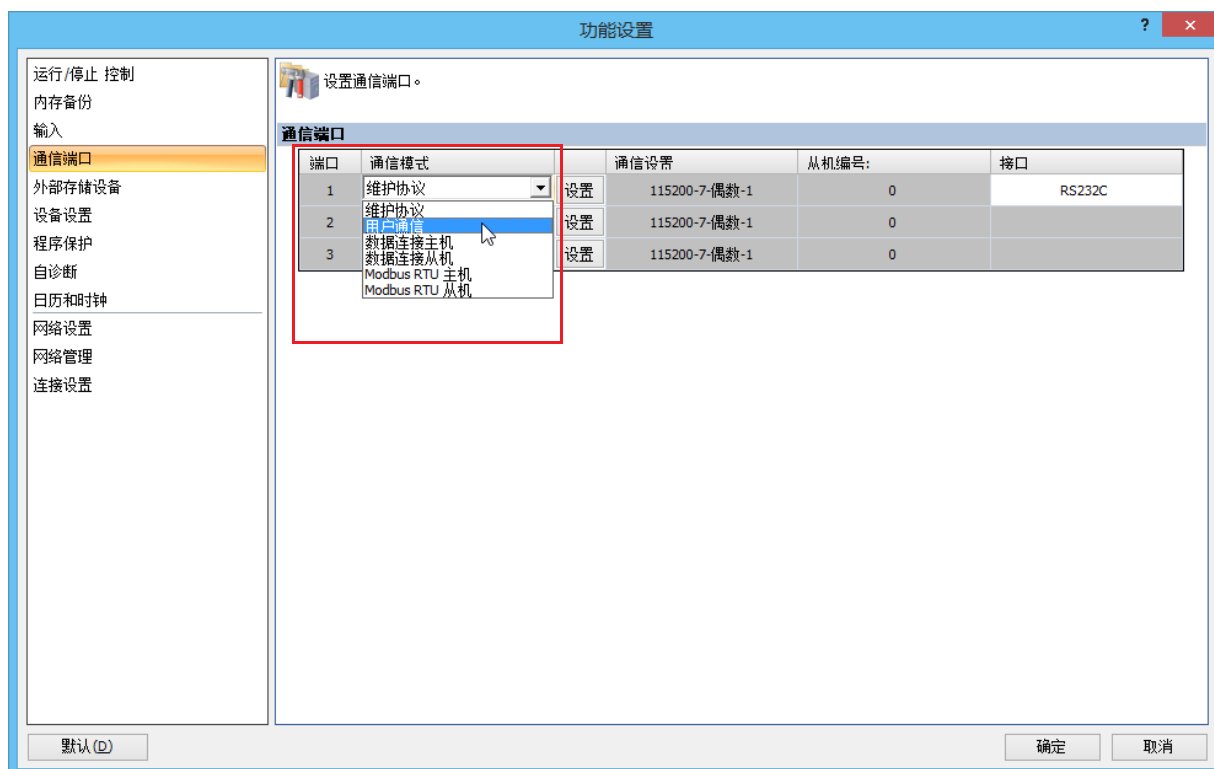 功能设置
?
×
运行/停止 控制
内存备份
输入
通信端口
外部存储设备
设备设置
程序保护
自诊断
日历和时钟
网络设置
网络管理
连接设置
设置通信端口。
通信端口
端口 通信模式 通信设置 从机编号: 接口
1 维护协议 设置 115200-7-偶数-1 0 RS232C
2 设置 115200-7-偶数-1 0
3 设置 115200-7-偶数-1 0
维护协议
用户通信
数据连接主机
数据连接从机
Modbus RTU 主机
Modbus RTU 从机
默认(D)
确定
取消